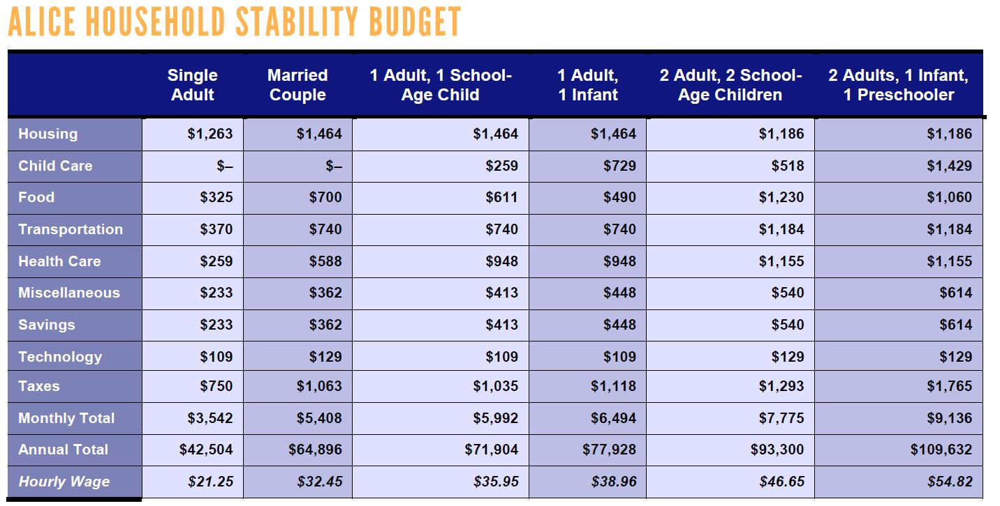 ALICE HOUSEHOLD STABILITY BUDGET
Single Adult Married Couple 1 Adult, 1 School-Age Child 1 Adult, 1 Infant 2 Adult, 2 School-Age Children 2 Adults, 1 Infant, 1 Preschooler
Housing $1,263 $1,464 $1,464 $1,464 $1,186 $1,186
Child Care $– $– $259 $729 $518 $1,429
Food $325 $700 $611 $490 $1,230 $1,060
Transportation $370 $740 $740 $740 $1,184 $1,184
Health Care $259 $588 $948 $948 $1,155 $1,155
Miscellaneous $233 $362 $413 $448 $540 $614
Savings $233 $362 $413 $448 $540 $614
Technology $109 $129 $109 $109 $129 $129
Taxes $750 $1,063 $1,035 $1,118 $1,293 $1,765
Monthly Total $3,542 $5,408 $5,992 $6,494 $7,775 $9,136
Annual Total $42,504 $64,896 $71,904 $77,928 $93,300 $109,632
Hourly Wage $21.25 $32.45 $35.95 $38.96 $46.65 $54.82